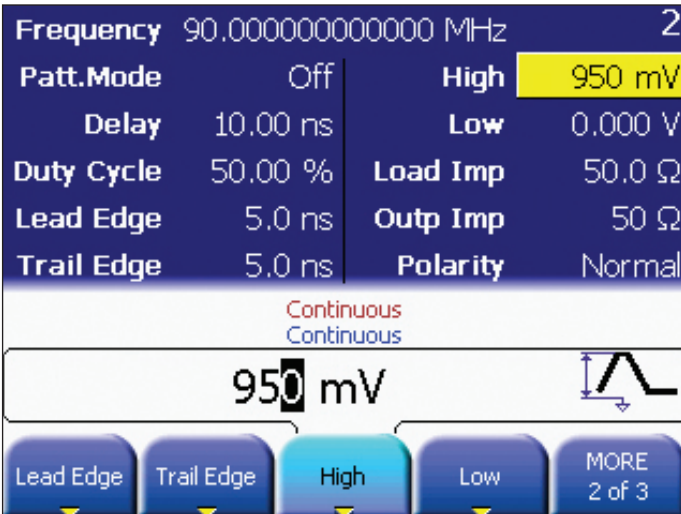 Frequency 90.000000000000 MHz 2
Patt.Mode Off High 950 mV
Delay 10.00 ns Low 0.000 V
Duty Cycle 50.00 % Load Imp 50.0 Ω
Lead Edge 5.0 ns Outp Imp 50 Ω
Trail Edge 5.0 ns Polarity Normal
Continuous
Continuous
950 mV
Lead Edge Trail Edge High Low MORE
2 of 3